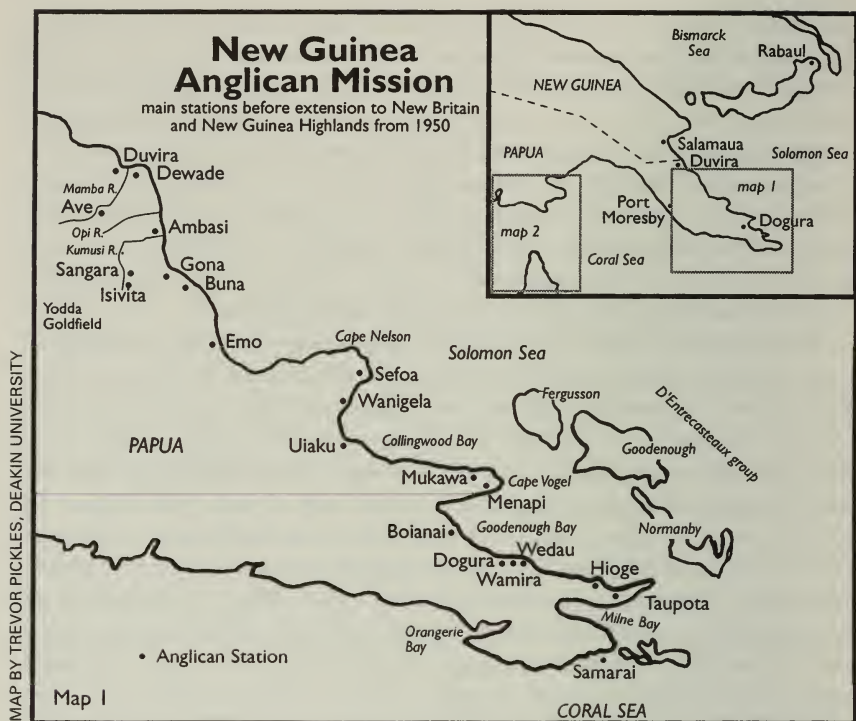 New Guinea
Anglican Mission
main stations before extension to New Britain
and New Guinea Highlands from 1950
Bismarck
Sea
Rabaul
NEW GUINEA
Salamaua
PAPUA
Duvira
Solomon Sea
map 1
Port
Moresby
Dogura
map 2
Coral Sea
Duvira
Dewade
Mamba R.
Ave
Opi R.
Ambasi
Kumusi R.
Sangara
Gona
Isivita
Buna
Yodda
Goldfield
Emo
Cape Nelson
Solomon Sea
Sefoa
Wanigela
Fergusson
D'Entrecasteaux group
PAPUA
Uiaku
Collingwood Bay
Goodenough
Mukawa
Cape Vogel
Menapi
Boianai
Goodenough Bay
Normanby
Wedau
Dogura
Wamira
Hioge
Taupota
Milne Bay
Orangerie
Bay
Anglican Station
Samarai
Map 1
CORAL SEA
MAP BY TREVOR PICKLES, DEAKIN UNIVERSITY